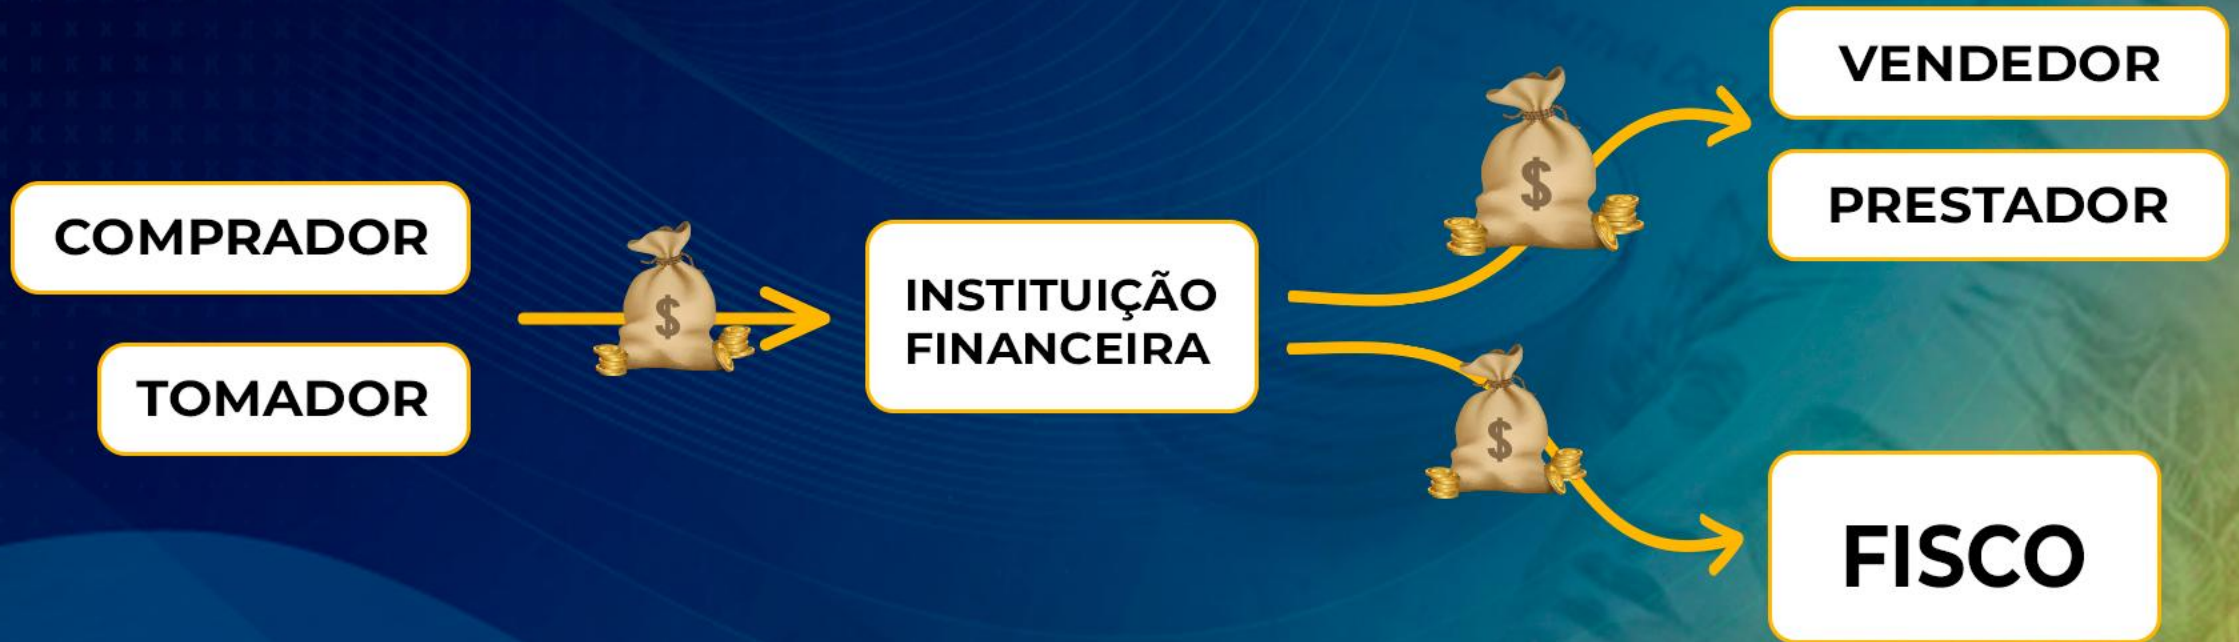 COMPRADOR
TOMADOR
$
INSTITUIÇÃO
FINANCEIRA
$
$
VENDEDOR
PRESTADOR
FISCO